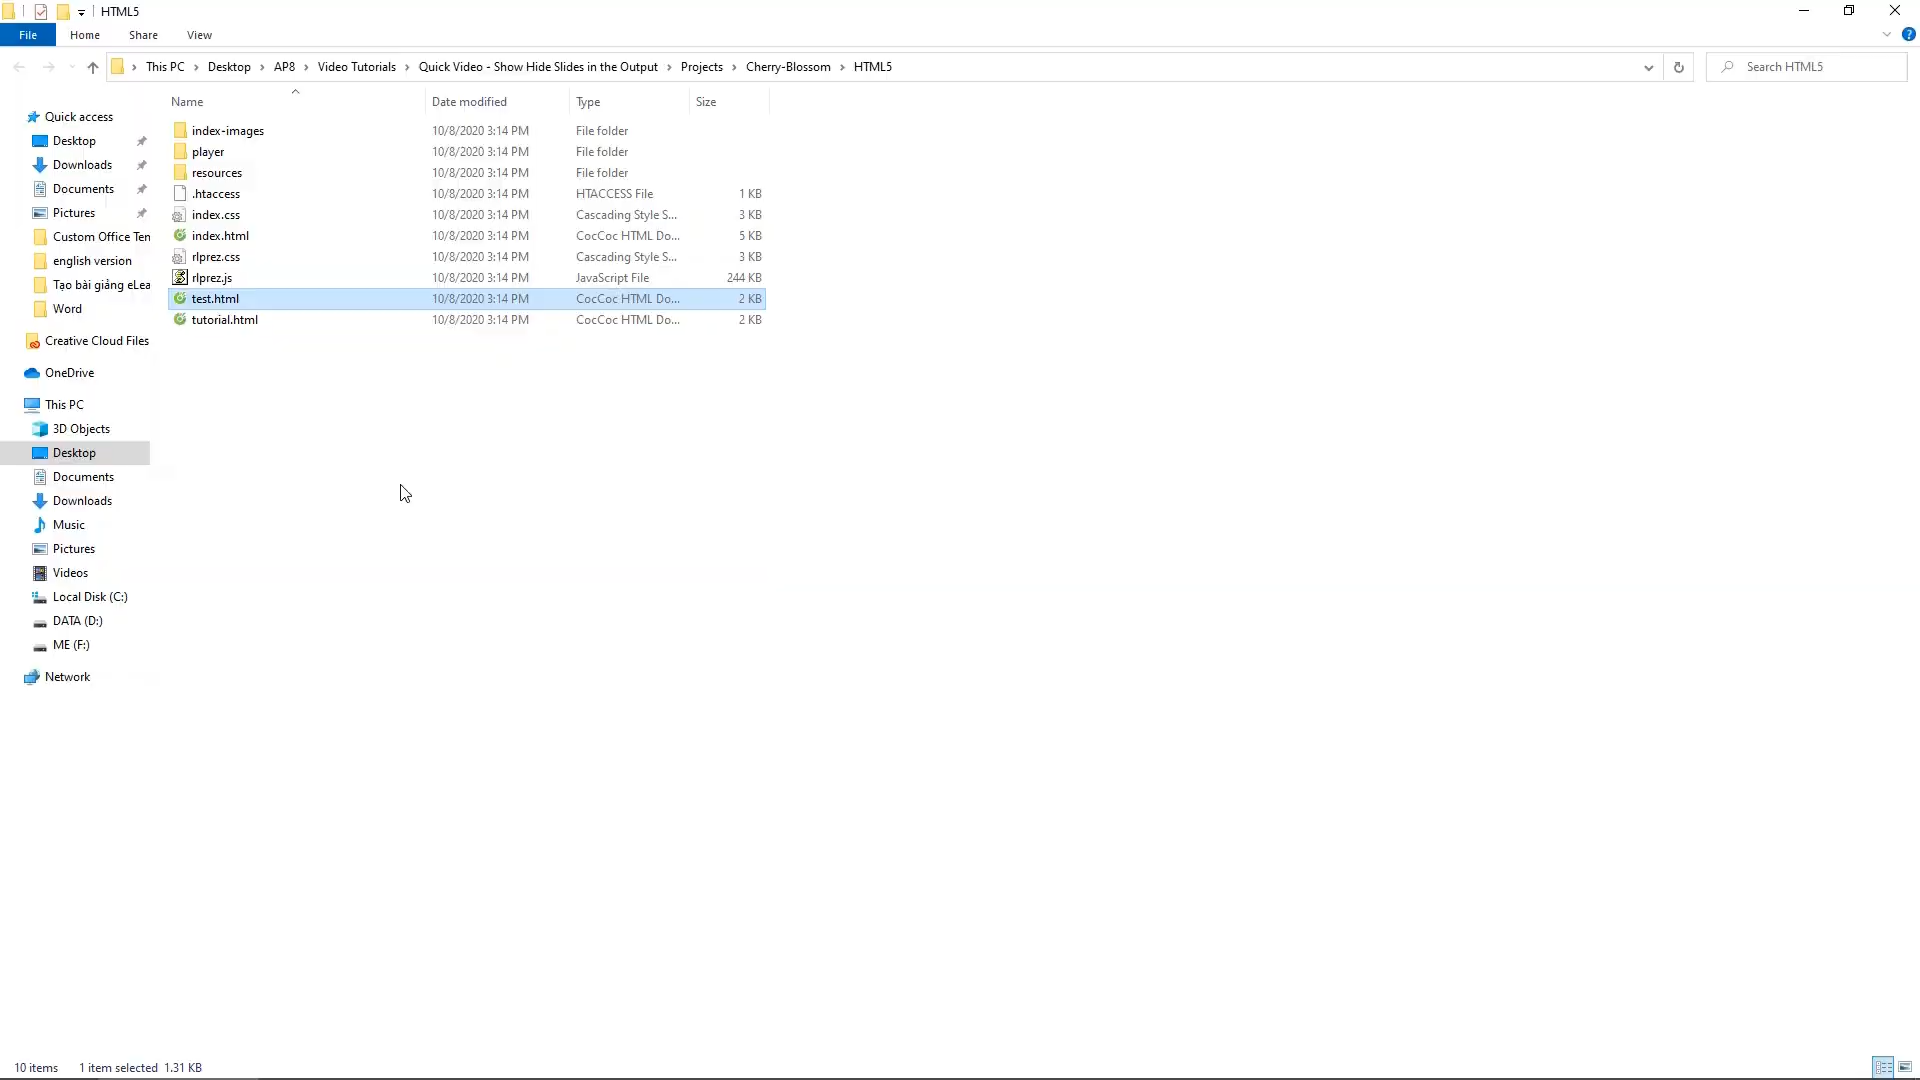 HTML5
File Home Share View
This PC Desktop AP8 Video Tutorials Quick Video - Show Hide Slides in the Output Projects Cherry-Blossom HTML5 Search HTML5
Name Date modified Type Size
Quick access
Desktop
Downloads
Documents
Pictures
Custom Office Ten
english version
Tạo bài giảng eLea
Word
Creative Cloud Files
OneDrive
This PC
3D Objects
Desktop
Documents
Downloads
Music
Pictures
Videos
Local Disk (C:)
DATA (D:)
ME (F:)
Network
index-images 10/8/2020 3:14 PM File folder
player 10/8/2020 3:14 PM File folder
resources 10/8/2020 3:14 PM File folder
.htaccess 10/8/2020 3:14 PM HTACCESS File 1 KB
index.css 10/8/2020 3:14 PM Cascading Style S... 3 KB
index.html 10/8/2020 3:14 PM CocCoc HTML Do... 5 KB
rlprez.css 10/8/2020 3:14 PM Cascading Style S... 3 KB
rlprez.js 10/8/2020 3:14 PM JavaScript File 244 KB
test.html 10/8/2020 3:14 PM CocCoc HTML Do... 2 KB
tutorial.html 10/8/2020 3:14 PM CocCoc HTML Do... 2 KB
10 items 1 item selected 1.31 KB